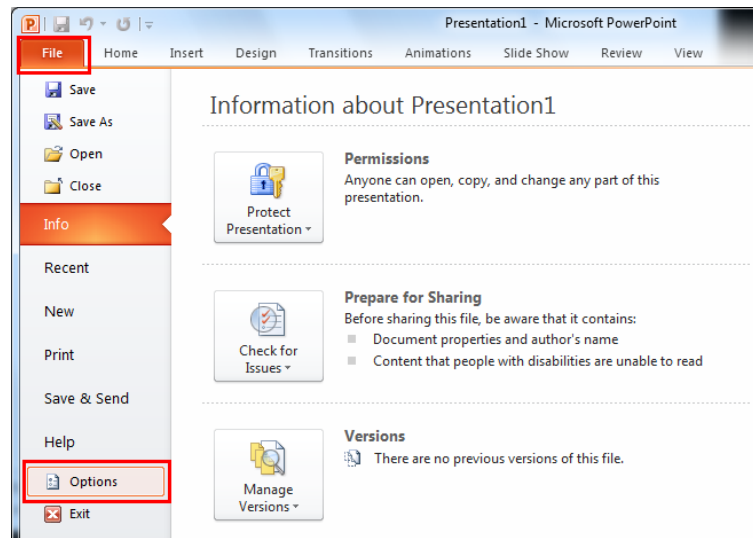 Presentation1 - Microsoft PowerPoint
File Home Insert Design Transitions Animations Slide Show Review View
Save
Save As
Open
Close
Info
Recent
New
Print
Save & Send
Help
Options
Exit
Information about Presentation1
Protect
Presentation
Permissions
Anyone can open, copy, and change any part of this
presentation.
Check for
Issues
Prepare for Sharing
Before sharing this file, be aware that it contains:
Document properties and author's name
Content that people with disabilities are unable to read
Manage
Versions
Versions
There are no previous versions of this file.